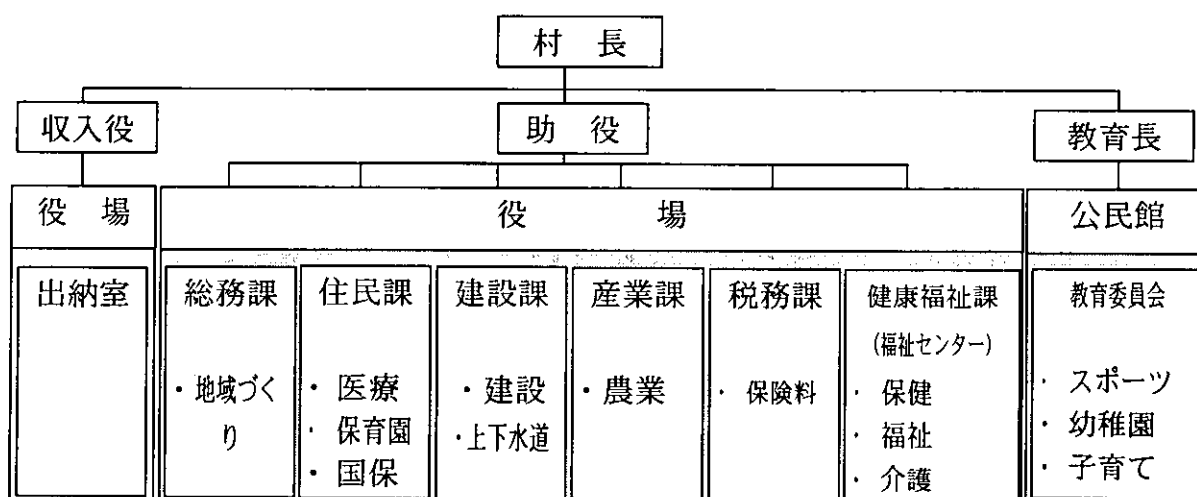 村 長
収入役
助 役
教育長
役 場
役 場
公民館
出納室
総務課
・地域づく
り
住民課
・医療
・保育園
・国保
建設課
・建設
・上下水道
産業課
・農業
税務課
・保険料
健康福祉課
(福祉センター)
・保健
・福祉
・介護
教育委員会
・スポーツ
・幼稚園
・子育て